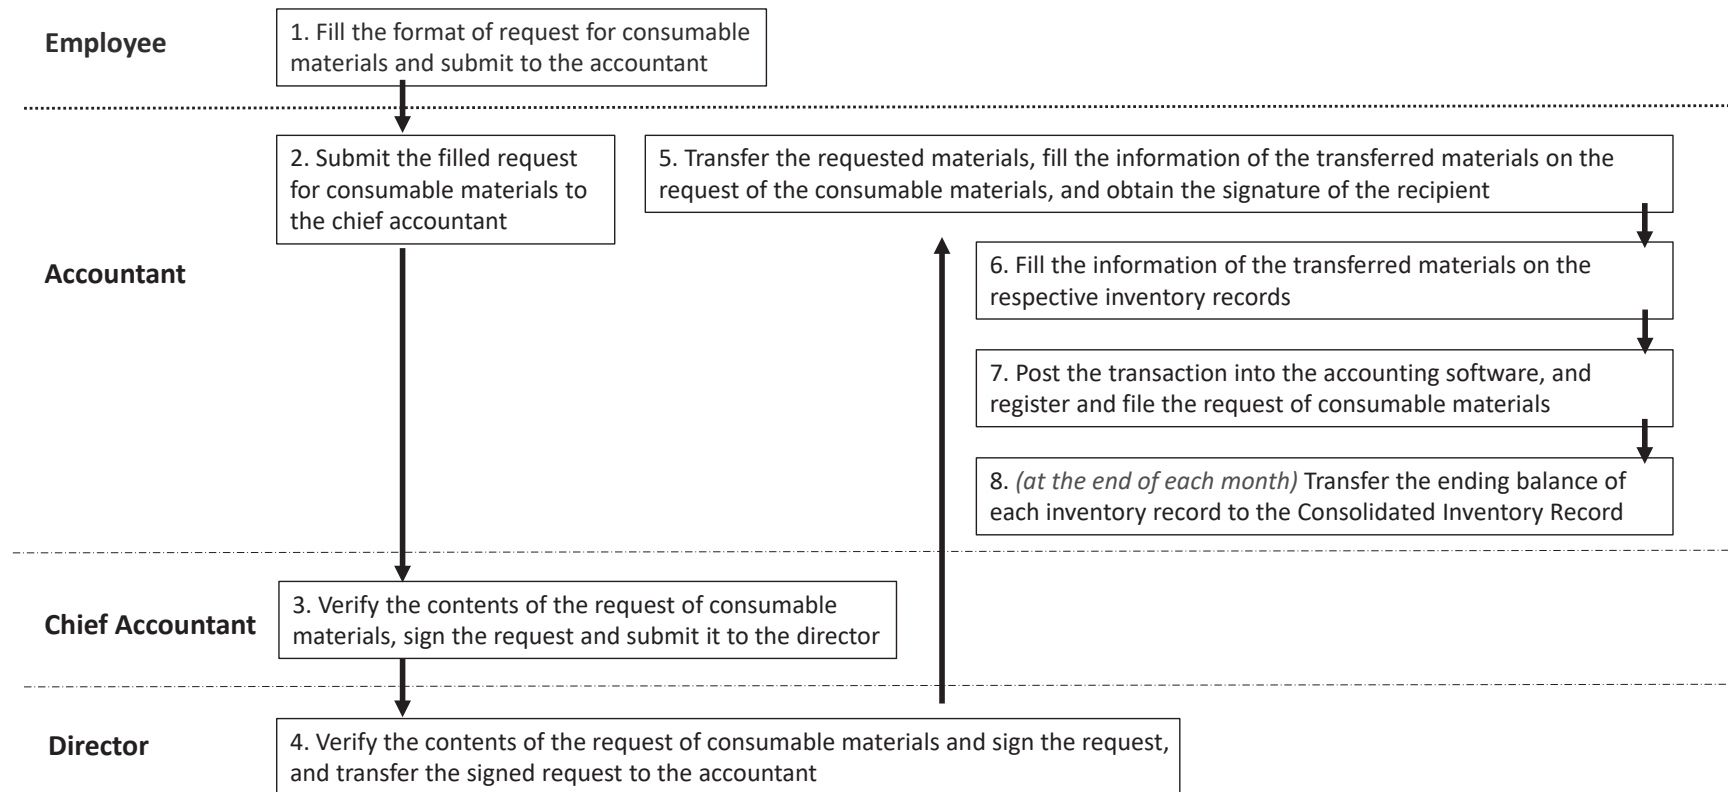 Employee
1. Fill the format of request for consumable
materials and submit to the accountant
Accountant
2. Submit the filled request
for consumable materials to
the chief accountant
5. Transfer the requested materials, fill the information of the transferred materials on the
request of the consumable materials, and obtain the signature of the recipient
6. Fill the information of the transferred materials on the
respective inventory records
7. Post the transaction into the accounting software, and
register and file the request of consumable materials
8. (at the end of each month) Transfer the ending balance of
each inventory record to the Consolidated Inventory Record
Chief Accountant
3. Verify the contents of the request of consumable
materials, sign the request and submit it to the director
Director
4. Verify the contents of the request of consumable materials and sign the request,
and transfer the signed request to the accountant